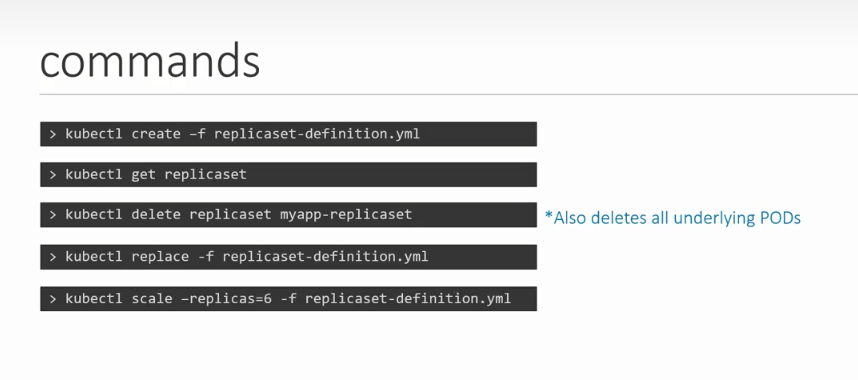 commands
> kubectl create –f replicaset-definition.yml
> kubectl get replicaset
> kubectl delete replicaset myapp-replicaset *Also deletes all underlying PODs
> kubectl replace -f replicaset-definition.yml
> kubectl scale –replicas=6 -f replicaset-definition.yml